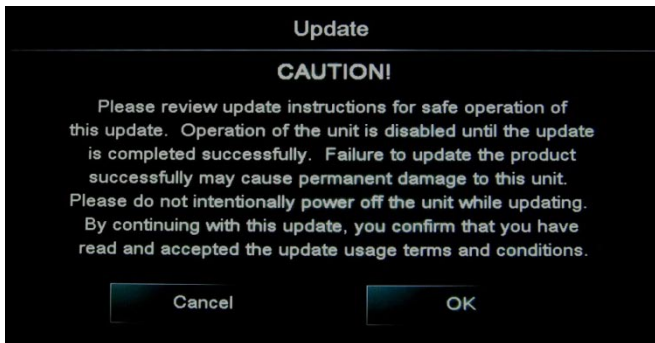 Update
CAUTION!
Please review update instructions for safe operation of
this update. Operation of the unit is disabled until the update
is completed successfully. Failure to update the product
successfully may cause permanent damage to this unit.
Please do not intentionally power off the unit while updating.
By continuing with this update, you confirm that you have
read and accepted the update usage terms and conditions.
Cancel OK